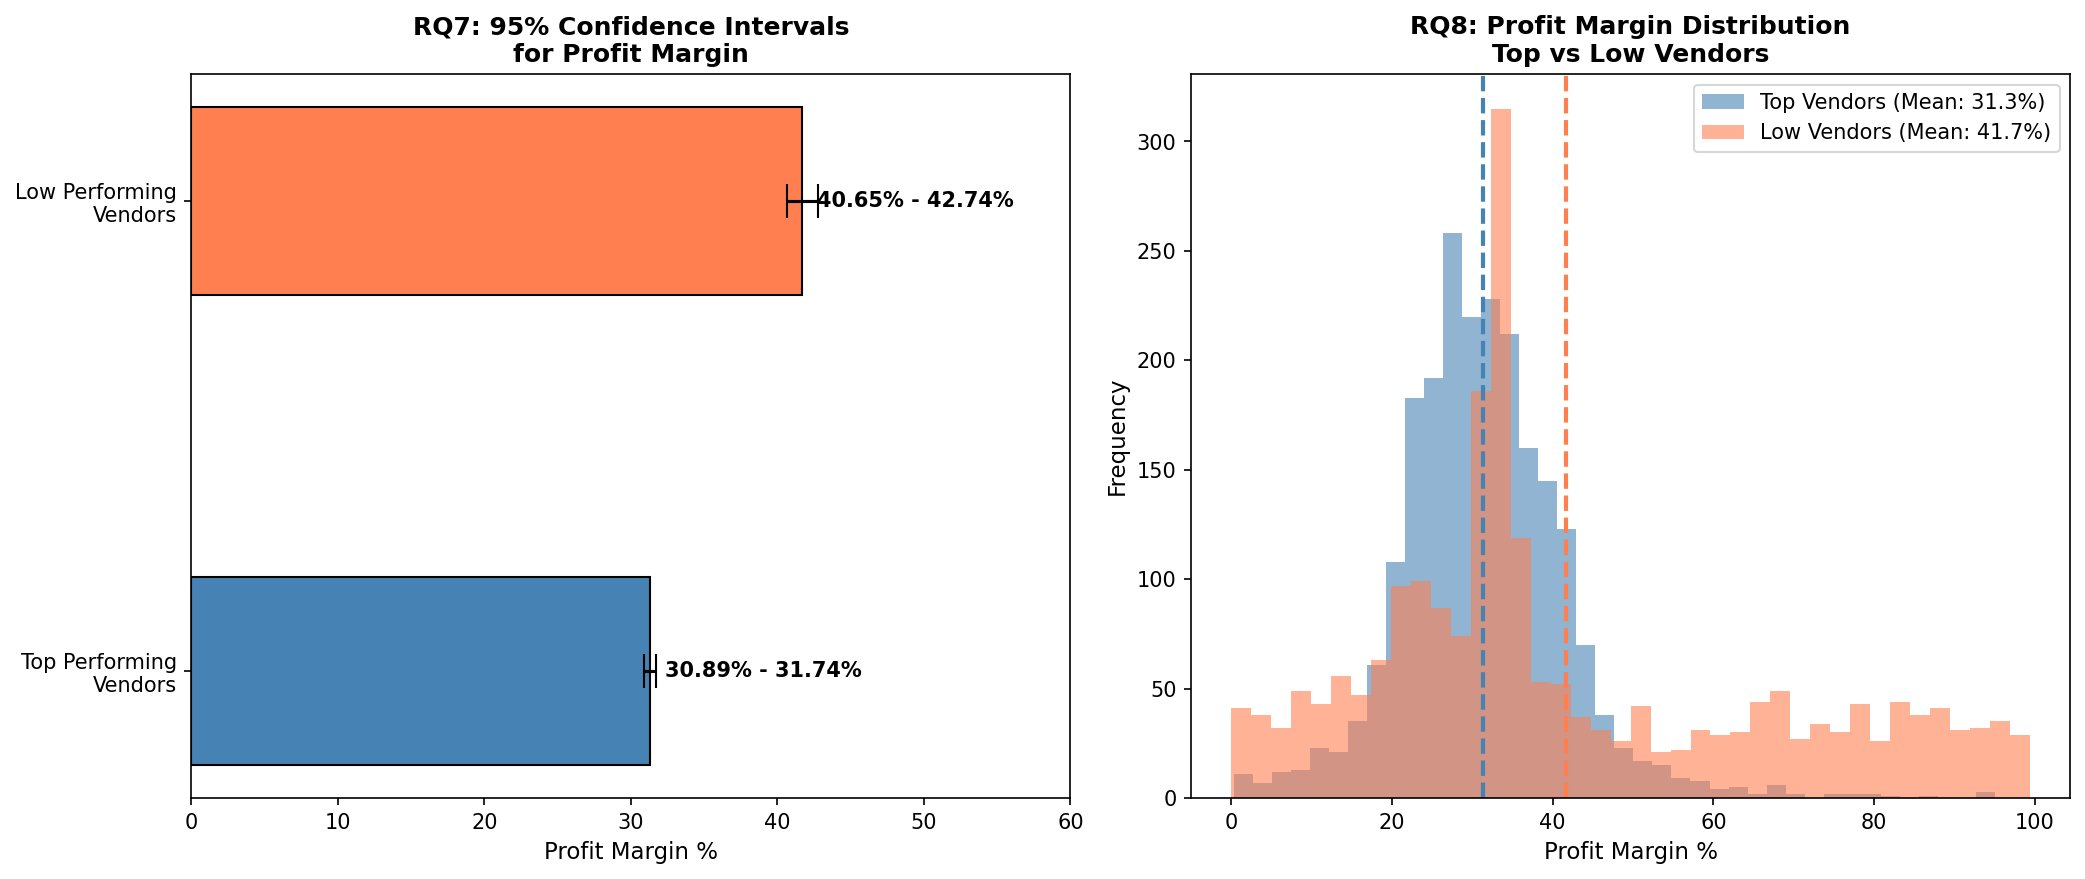 RQ7: 95% Confidence Intervals
for Profit Margin
Low Performing
Vendors
40.65% - 42.74%
Top Performing
Vendors
30.89% - 31.74%
0
10
20
30
40
50
60
Profit Margin %
RQ8: Profit Margin Distribution
Top vs Low Vendors
Top Vendors (Mean: 31.3%)
Low Vendors (Mean: 41.7%)
Frequency
300
250
200
150
100
50
0
0
20
40
60
80
100
Profit Margin %